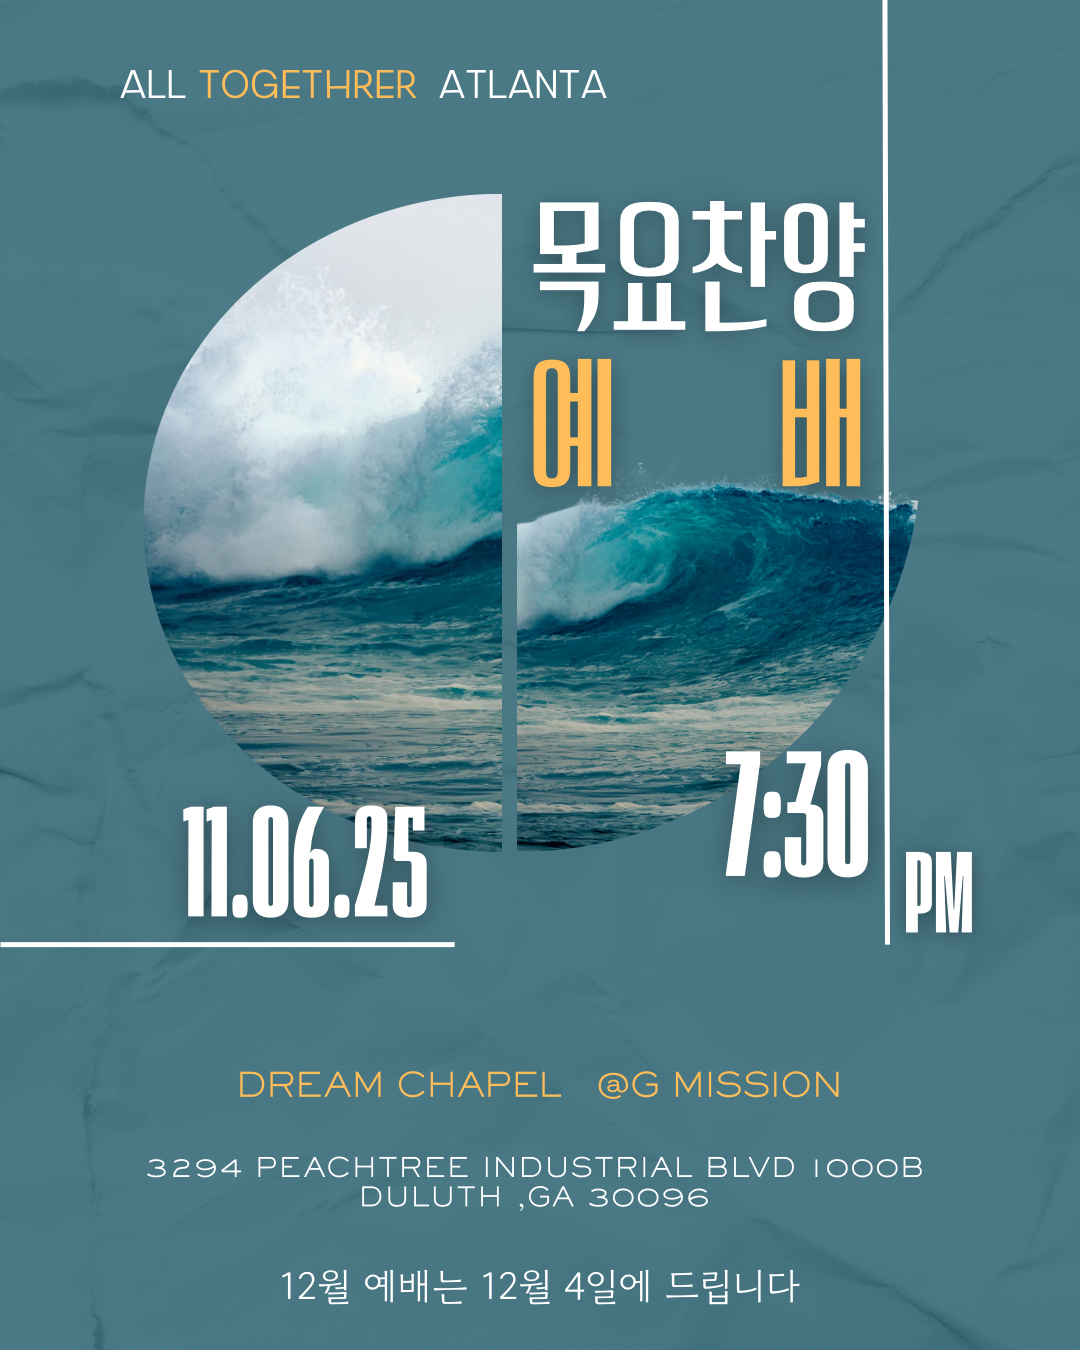 ALL TOGETHRER ATLANTA
목요찬양
예 배
7:30
PM
11.06.25
DREAM CHAPEL @G MISSION
3294 PEACHTREE INDUSTRIAL BLVD 1000B
DULUTH ,GA 30096
12월 예배는 12월 4일에 드립니다